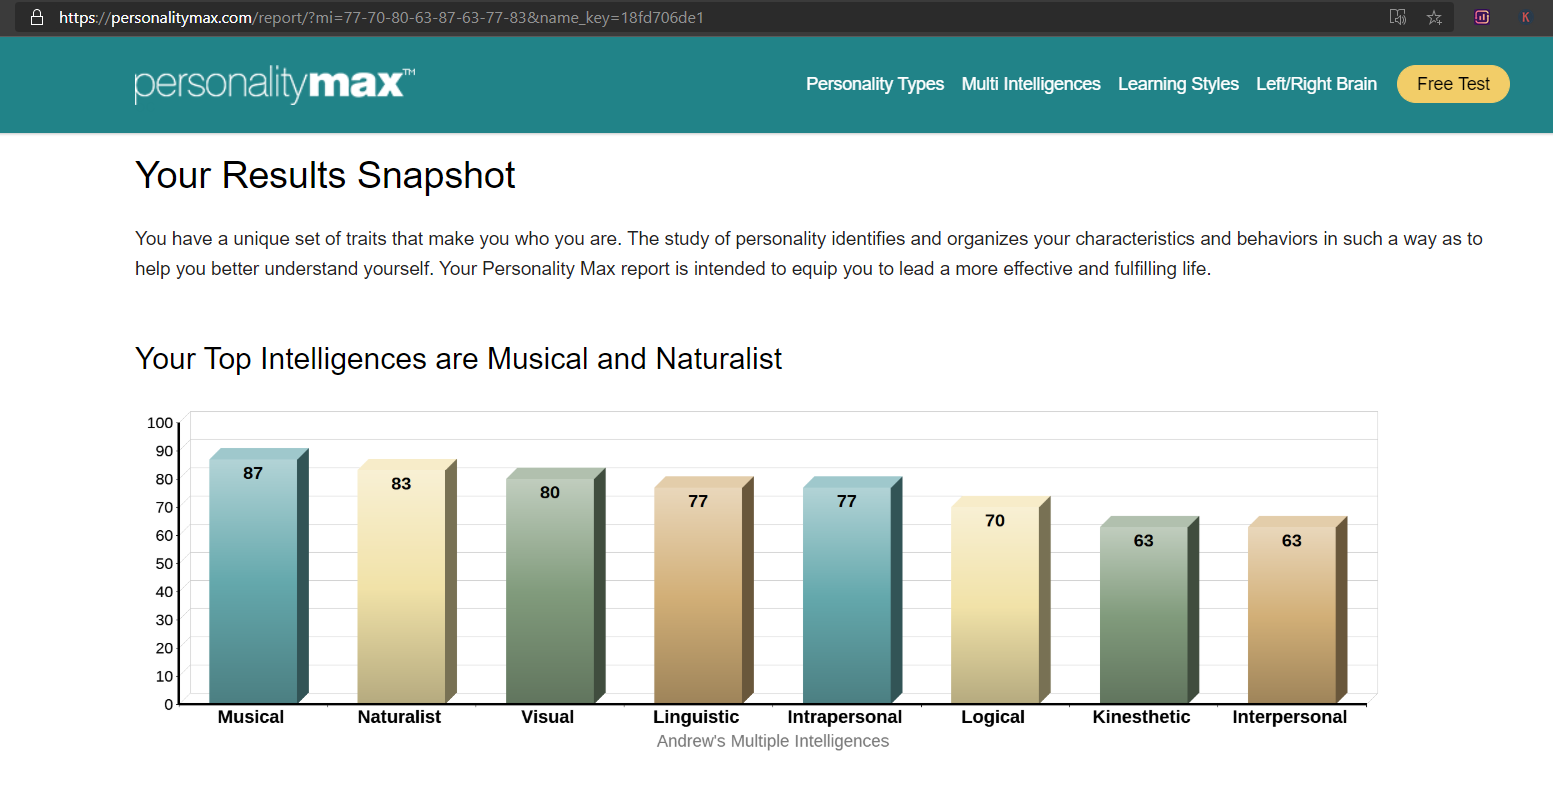 https://personalitymax.com/report/?mi=77-70-80-63-87-63-77-83&name_key=18fd706de1
K
personalitymax™
Personality Types Multi Intelligences Learning Styles Left/Right Brain Free Test
Your Results Snapshot
You have a unique set of traits that make you who you are. The study of personality identifies and organizes your characteristics and behaviors in such a way as to
help you better understand yourself. Your Personality Max report is intended to equip you to lead a more effective and fulfilling life.
Your Top Intelligences are Musical and Naturalist
100
90
80
70
60
50
40
30
20
10
0
87 83 80 77 77 70 63 63
Musical Naturalist Visual Linguistic Intrapersonal Logical Kinesthetic Interpersonal
Andrew's Multiple Intelligences